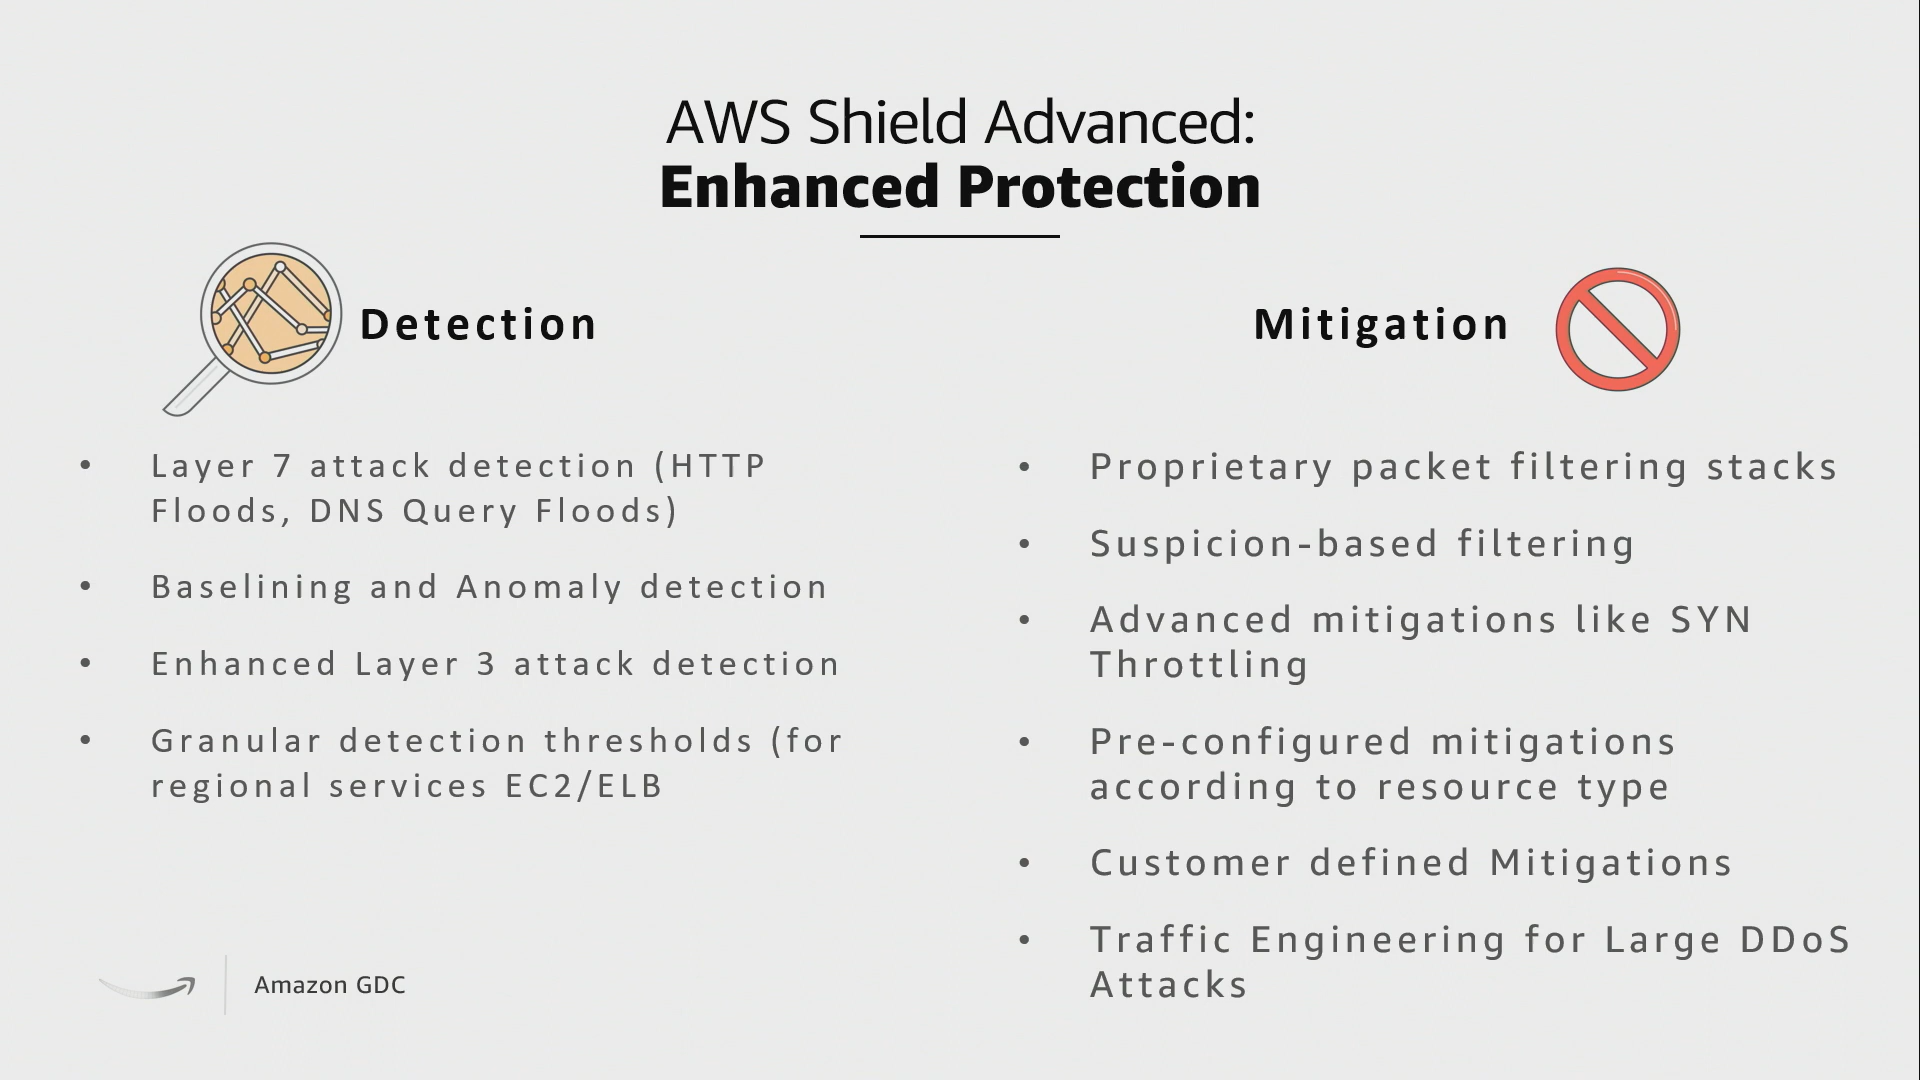 AWS Shield Advanced:
Enhanced Protection
Detection
Layer 7 attack detection (HTTP
Floods, DNS Query Floods)
Baselining and Anomaly detection
Enhanced Layer 3 attack detection
Granular detection thresholds (for
regional services EC2/ELB
Mitigation
Proprietary packet filtering stacks
Suspicion-based filtering
Advanced mitigations like SYN
Throttling
Pre-configured mitigations
according to resource type
Customer defined Mitigations
Traffic Engineering for Large DDoS
Attacks
Amazon GDC